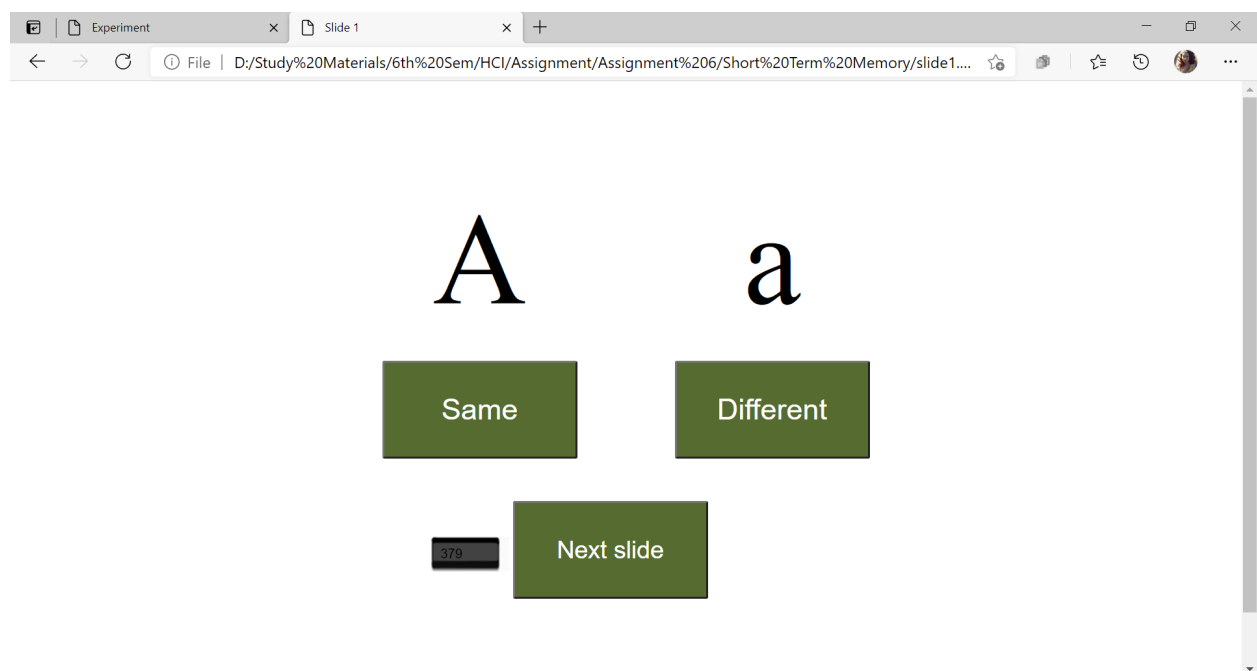 Experiment Slide 1
File D:/Study%20Materials/6th%20Sem/HCI/Assignment/Assignment%206/Short%20Term%20Memory/slide1....
A a
Same Different
379 Next slide